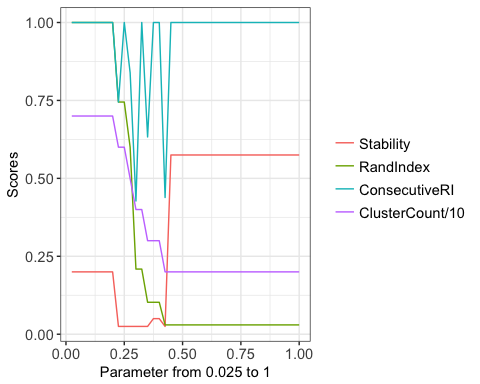 1.00
0.75
0.50
0.25
0.00
Scores
0.00 0.25 0.50 0.75 1.00
Parameter from 0.025 to 1
Stability
RandIndex
ConsecutiveRI
ClusterCount/10